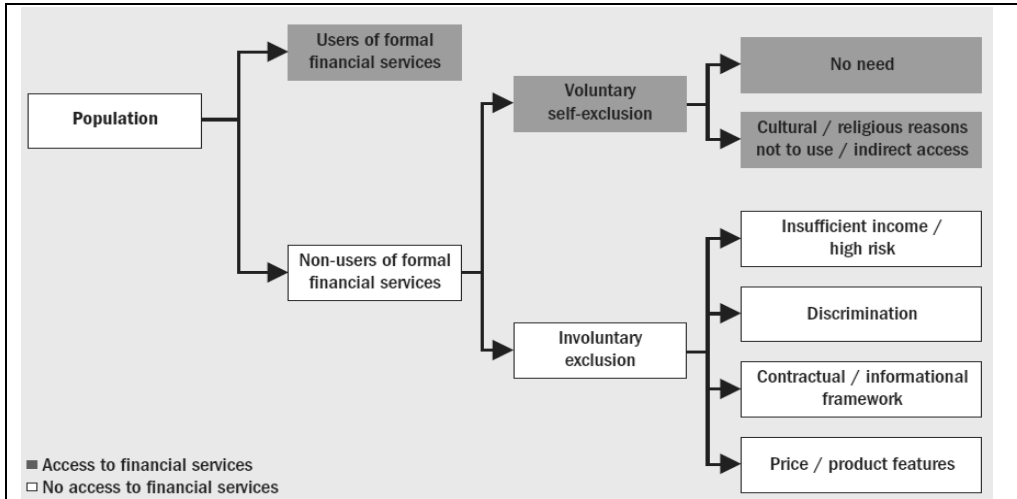 Users of formal
financial services
No need
Voluntary
self-exclusion
Population
Cultural / religious reasons
not to use / indirect access
Insufficient income /
high risk
Non-users of formal
financial services
Discrimination
Involuntary
exclusion
Contractual / informational
framework
Price / product features
Access to financial services
No access to financial services